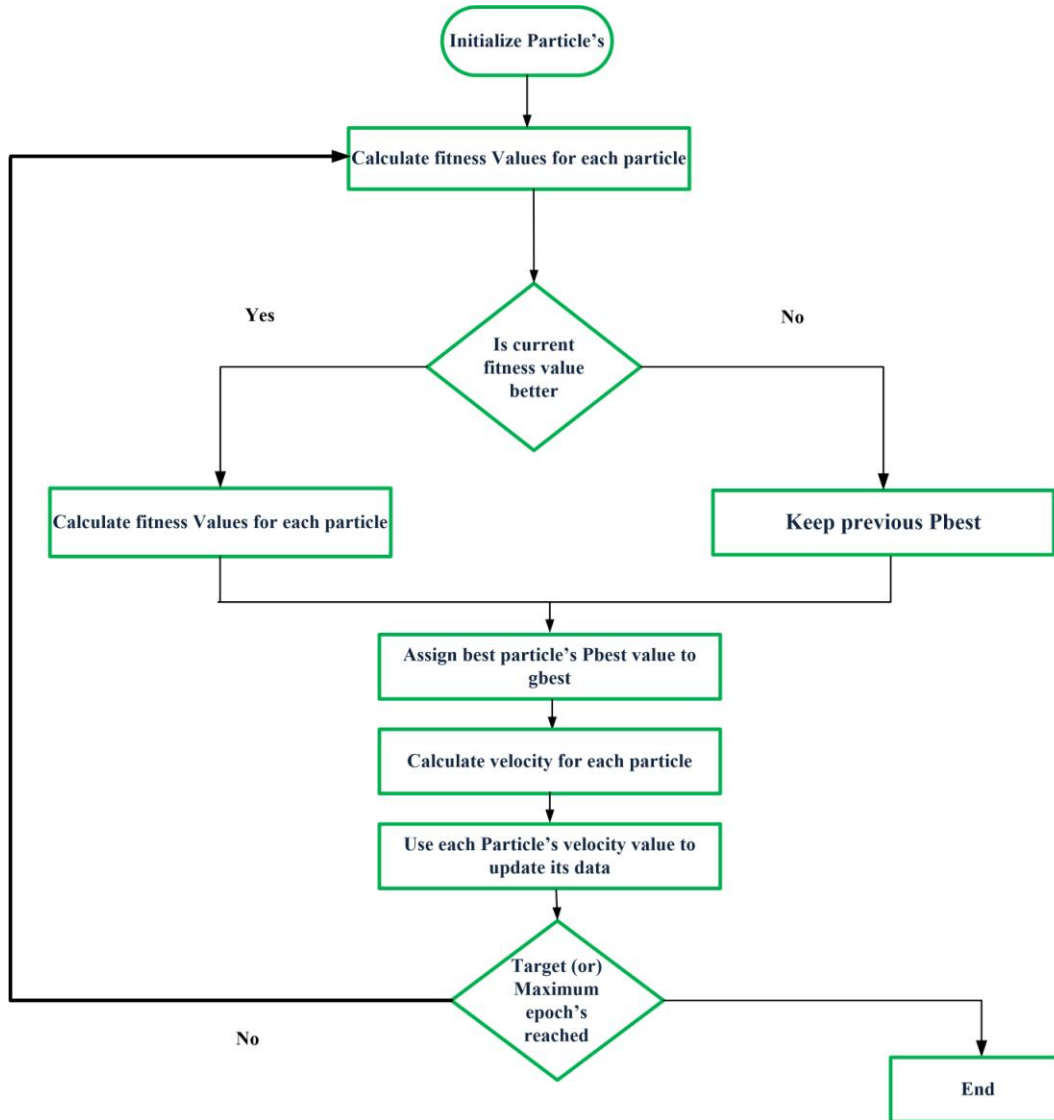 Initialize Particle's
Calculate fitness Values for each particle
Yes
No
Is current
fitness value
better
Calculate fitness Values for each particle
Keep previous Pbest
Assign best particle's Pbest value to
gbest
Calculate velocity for each particle
Use each Particle's velocity value to
update its data
Target (or)
Maximum
epoch's
reached
No
End